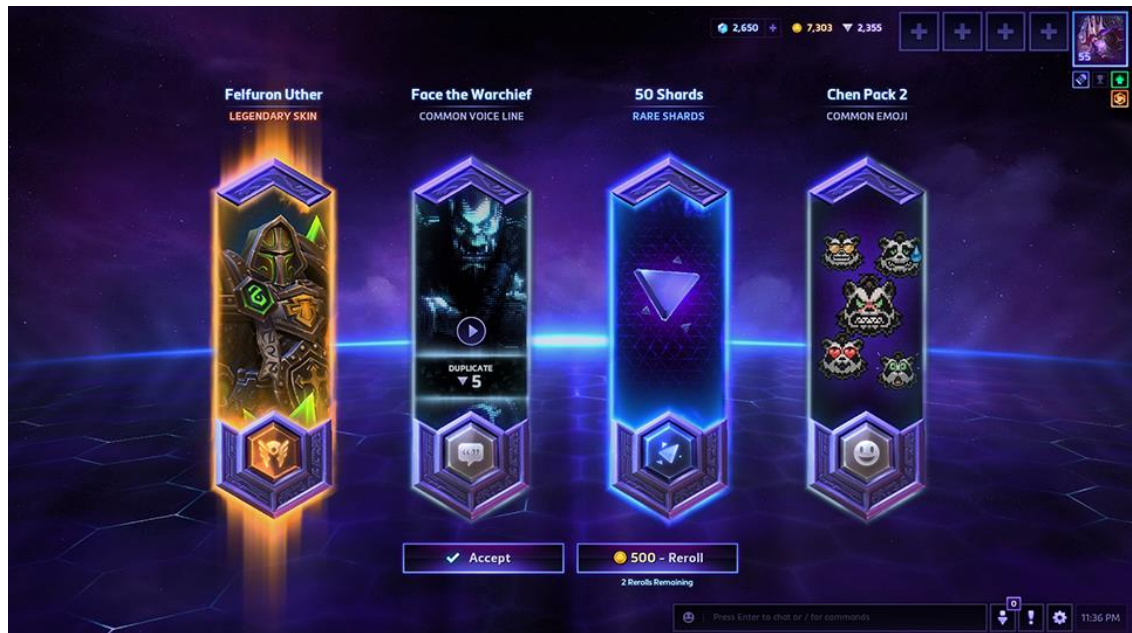 2,650
7,303
2,355
55
Felfuron Uther
LEGENDARY SKIN
Face the Warchief
COMMON VOICE LINE
50 Shards
RARE SHARDS
Chen Pack 2
COMMON EMOJI
DUPLICATE
5
Accept
500 - Reroll
2 Rerolls Remaining
0
Press Enter to chat or / for commands
11:36 PM